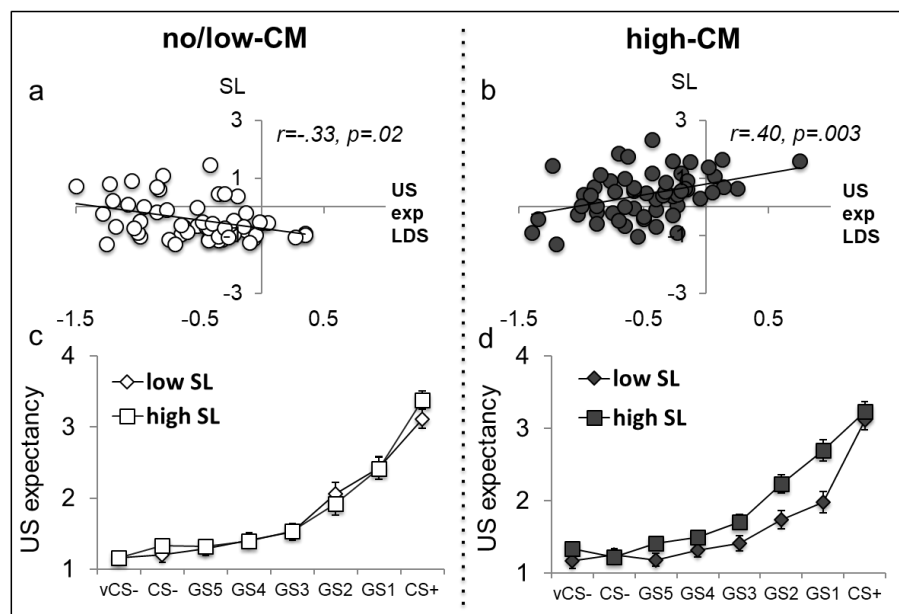 no/low-CM
high-CM
a
SL
3
r=-.33, p=.02
US
exp
LDS
-1
-3
-1.5
-0.5
0.5
b
SL
3
r=.40, p=.003
1
US
exp
LDS
-1
-3
-1.5
-0.5
0.5
c
US expectancy
4
3
2
1
low SL
high SL
vCS-
CS-
GS5
GS4
GS3
GS2
GS1
CS+
d
US expectancy
4
3
2
1
low SL
high SL
vCS-
CS-
GS5
GS4
GS3
GS2
GS1
CS+